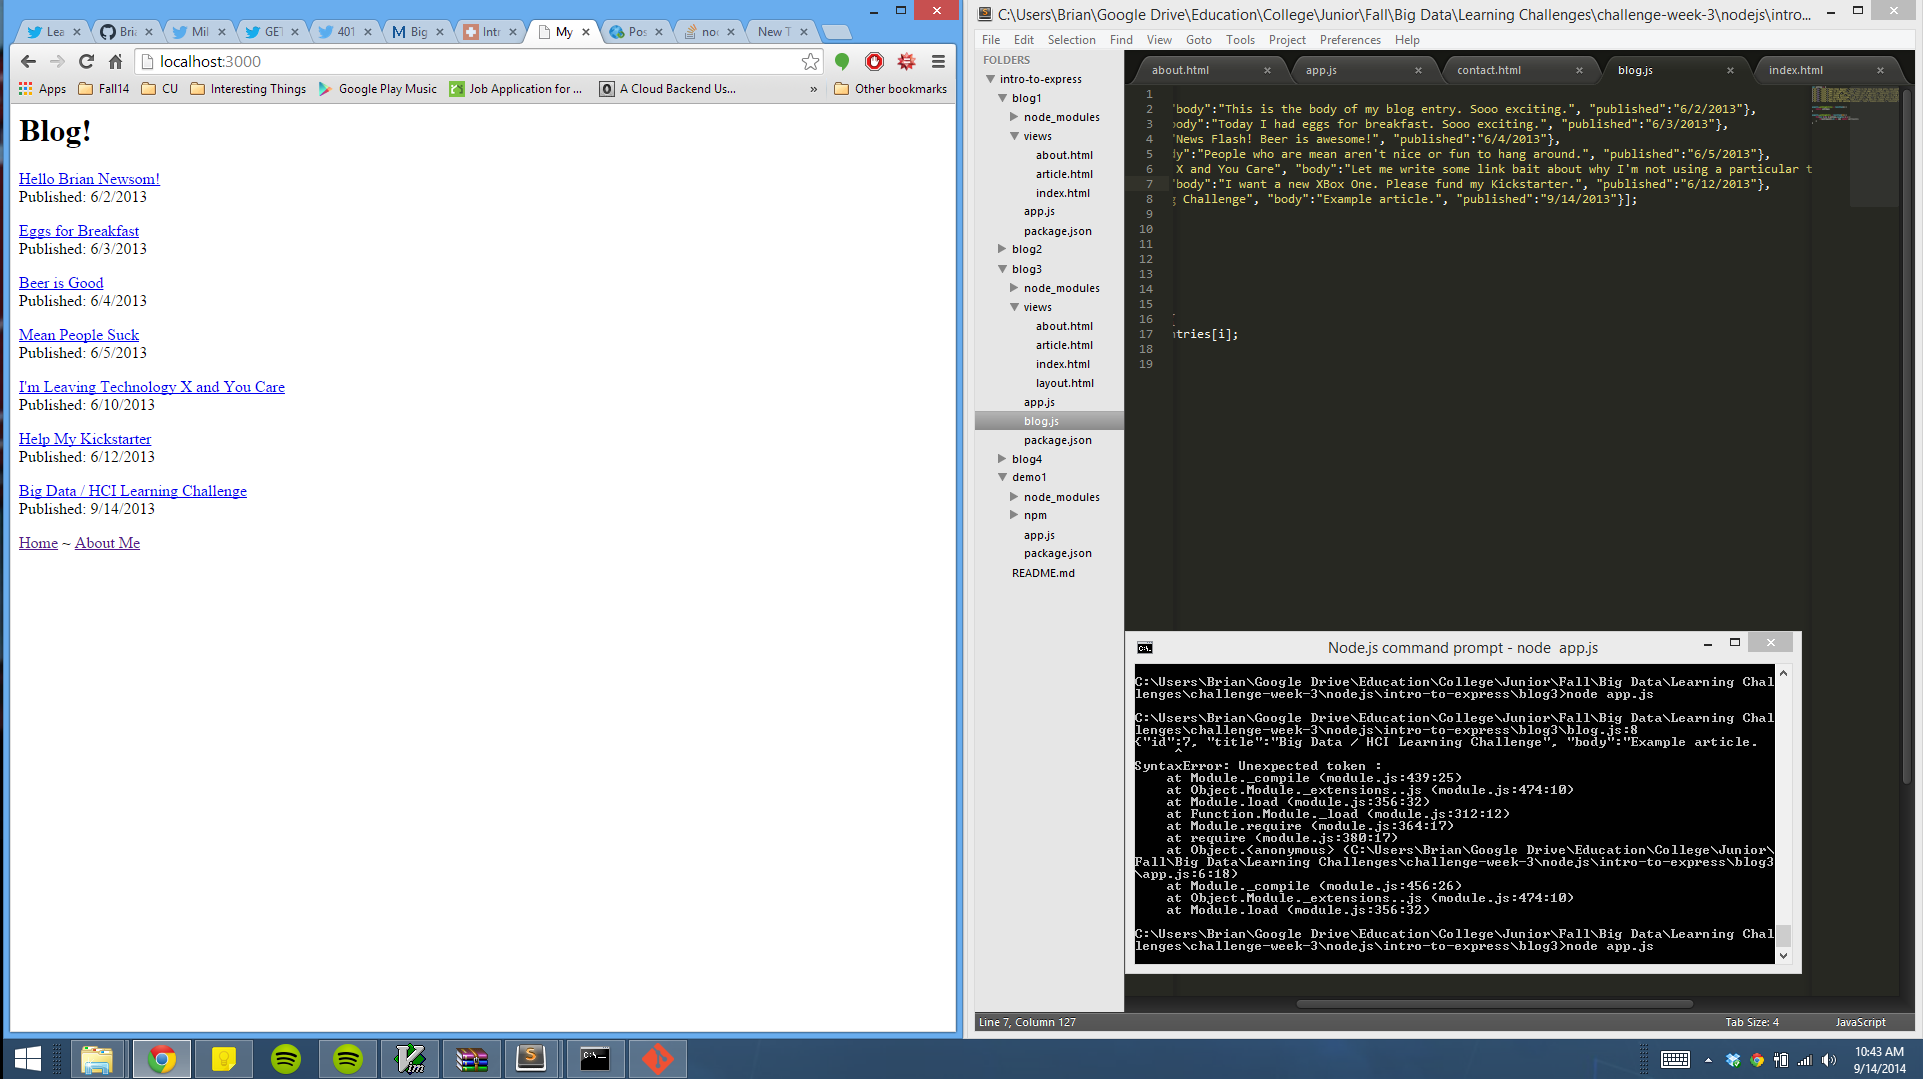 Lea
Bria
Mil
GET
401
Big
Intr
My
Pos
noc
New T
localhost:3000
Apps
Fall14
CU
Interesting Things
Google Play Music
Job Application for ...
A Cloud Backend Us...
»
Other bookmarks
Blog!
Hello Brian Newsom!
Published: 6/2/2013
Eggs for Breakfast
Published: 6/3/2013
Beer is Good
Published: 6/4/2013
Mean People Suck
Published: 6/5/2013
I'm Leaving Technology X and You Care
Published: 6/10/2013
Help My Kickstarter
Published: 6/12/2013
Big Data / HCI Learning Challenge
Published: 9/14/2013
Home ~ About Me
C:\Users\Brian\Google Drive\Education\College\Junior\Fall\Big Data\Learning Challenges\challenge-week-3\nodejs\intro...
File Edit Selection Find View Goto Tools Project Preferences Help
FOLDERS
intro-to-express
blog1
node_modules
views
about.html
article.html
index.html
app.js
package.json
blog2
blog3
node_modules
views
about.html
article.html
index.html
layout.html
app.js
blog.js
package.json
blog4
demo1
node_modules
npm
app.js
package.json
README.md
about.html
app.js
contact.html
blog.js
index.html
1
2 "body":"This is the body of my blog entry. Sooo exciting.", "published":"6/2/2013"},
3 body":"Today I had eggs for breakfast. Sooo exciting.", "published":"6/3/2013"},
4 "News Flash! Beer is awesome!", "published":"6/4/2013"},
5 dy":"People who are mean aren't nice or fun to hang around.", "published":"6/5/2013"},
6 X and You Care", "body":"Let me write some link bait about why I'm not using a particular t
7 "body":"I want a new XBox One. Please fund my Kickstarter.", "published":"6/12/2013"},
8 g Challenge", "body":"Example article.", "published":"9/14/2013"}];
9
10
11
12
13
14
15
16
17 ntries[i];
18
19
Node.js command prompt - node  app.js
C:\Users\Brian\Google Drive\Education\College\Junior\Fall\Big Data\Learning Chal
lenges\challenge-week-3\nodejs\intro-to-express\blog3>node app.js
C:\Users\Brian\Google Drive\Education\College\Junior\Fall\Big Data\Learning Chal
lenges\challenge-week-3\nodejs\intro-to-express\blog3\blog.js:8
{"id":7, "title":"Big Data / HCI Learning Challenge", "body":"Example article.
^
SyntaxError: Unexpected token :
at Module._compile (module.js:439:25)
at Object.Module._extensions..js (module.js:474:10)
at Module.load (module.js:356:32)
at Function.Module._load (module.js:312:12)
at Module.require (module.js:364:17)
at require (module.js:380:17)
at Object.<anonymous> (C:\Users\Brian\Google Drive\Education\College\Junior\
Fall\Big Data\Learning Challenges\challenge-week-3\nodejs\intro-to-express\blog3
\app.js:6:18)
at Module._compile (module.js:456:26)
at Object.Module._extensions..js (module.js:474:10)
at Module.load (module.js:356:32)
C:\Users\Brian\Google Drive\Education\College\Junior\Fall\Big Data\Learning Chal
lenges\challenge-week-3\nodejs\intro-to-express\blog3>node app.js
Line 7, Column 127
Tab Size: 4
JavaScript
10:43 AM
9/14/2014